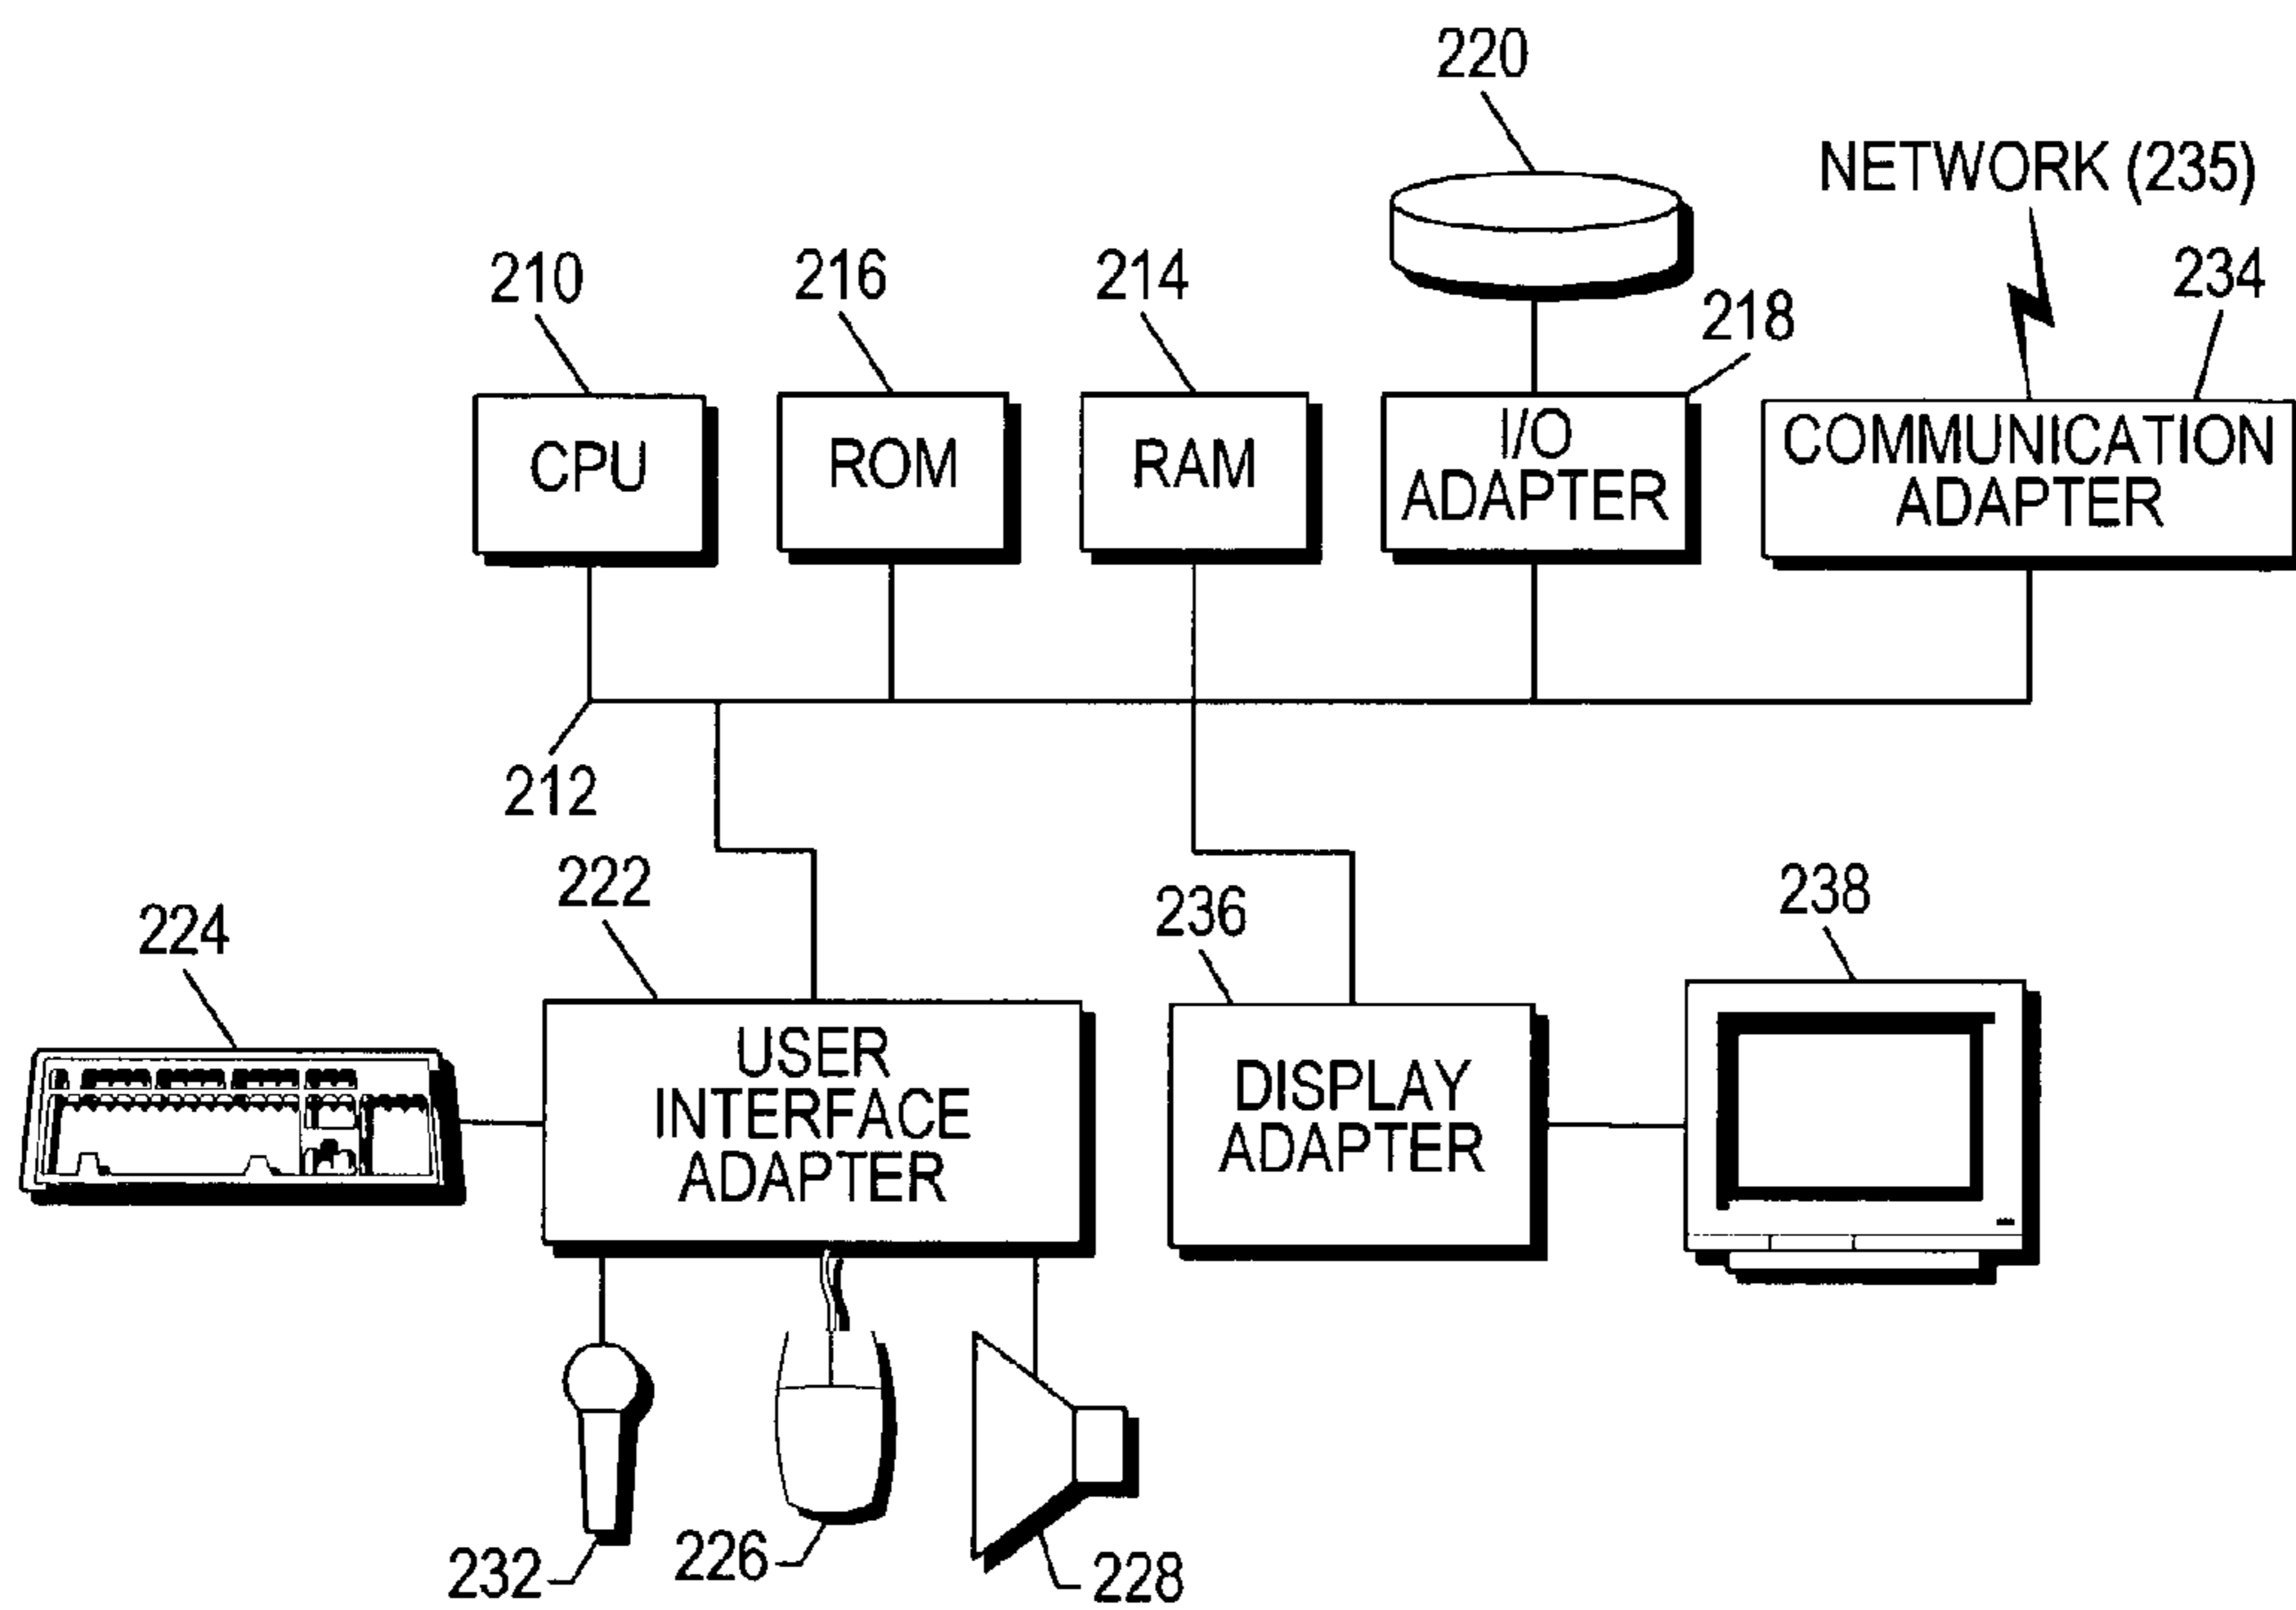 220
NETWORK (235)
210
216
214
218
234
CPU
ROM
RAM
I/O
ADAPTER
COMMUNICATION
ADAPTER
212
222
236
238
224
USER
INTERFACE
ADAPTER
DISPLAY
ADAPTER
232
226
228